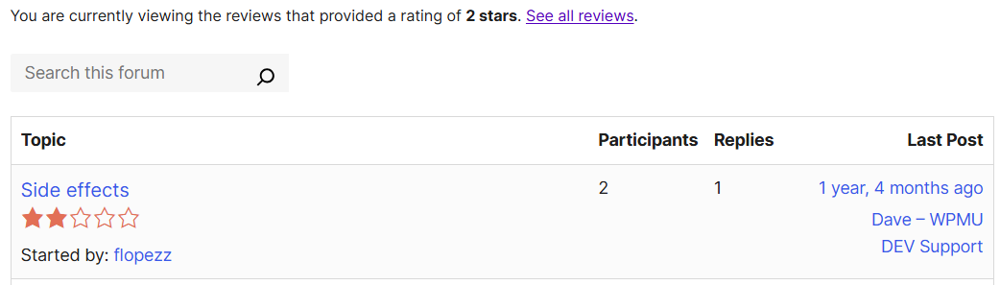 You are currently viewing the reviews that provided a rating of 2 stars. See all reviews.
Search this forum
Topic Participants Replies Last Post
Side effects 2 1 1 year, 4 months ago
Dave – WPMU
DEV Support
Started by: flopezz